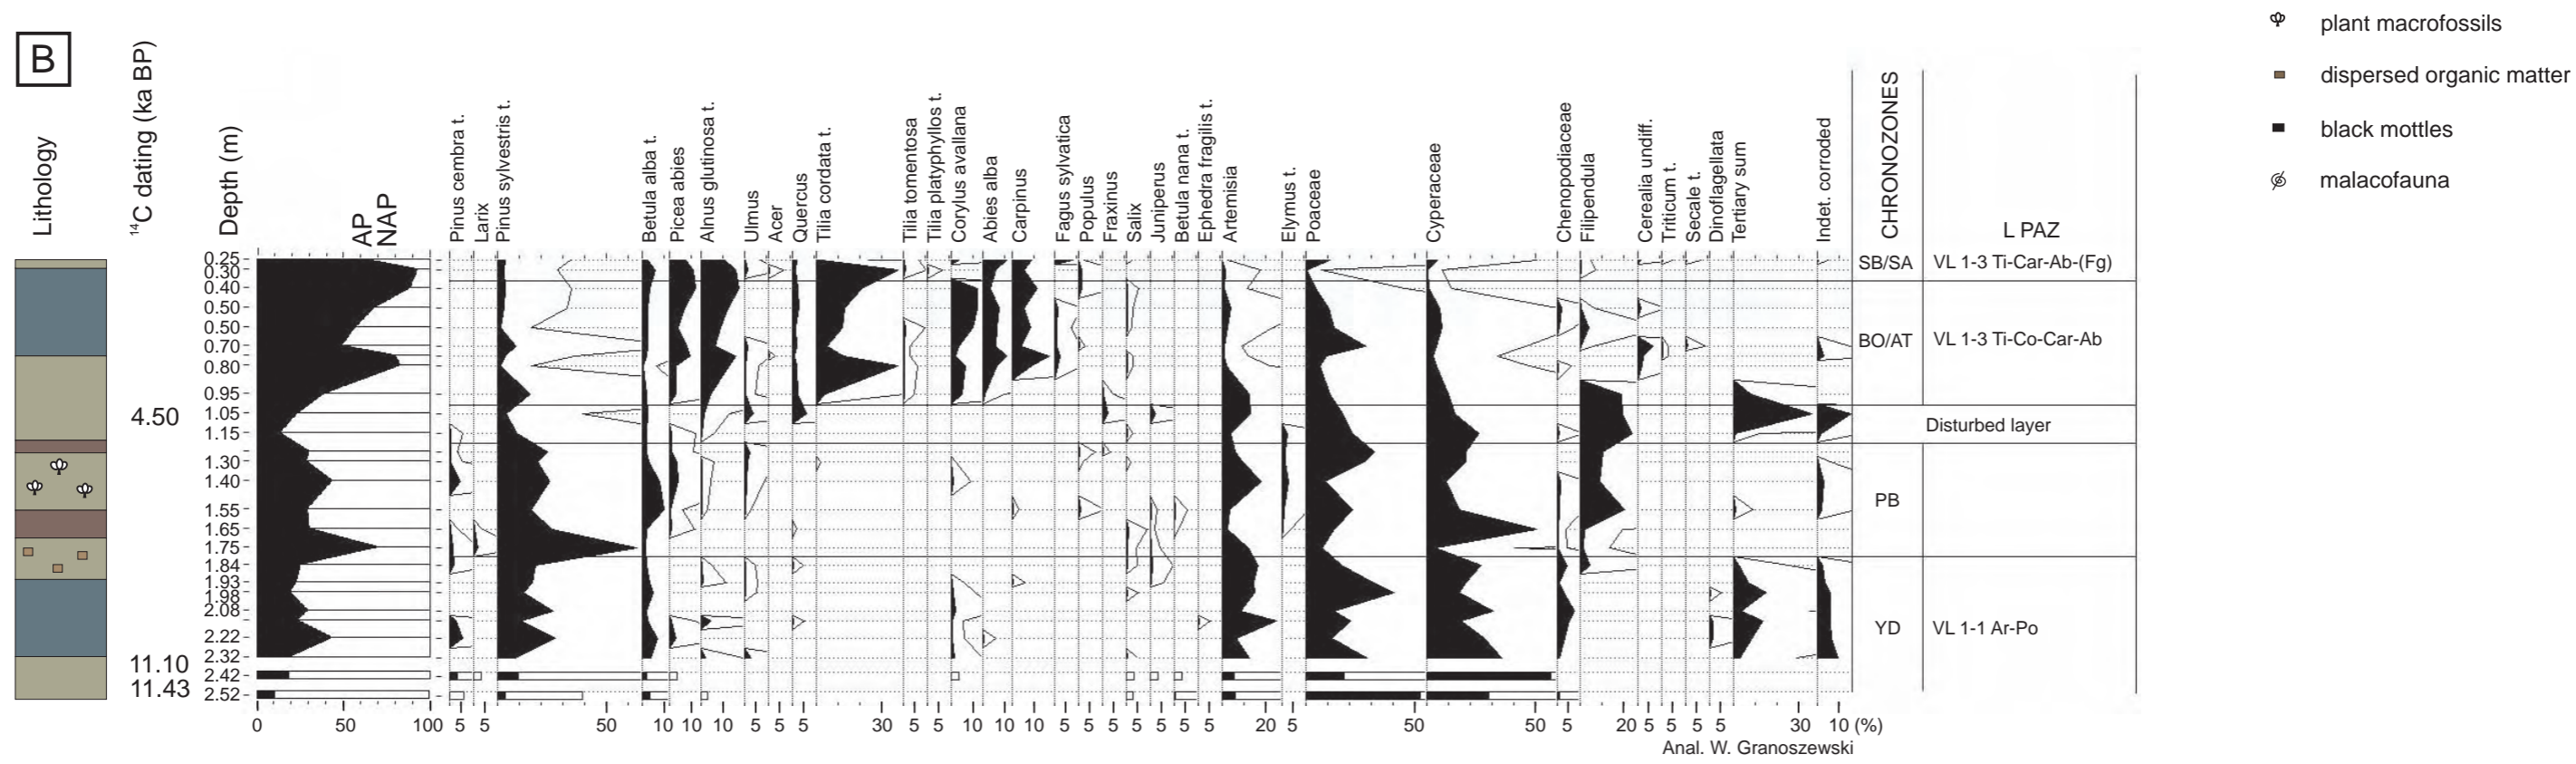 B
Lithology
14C dating (ka BP)
Depth (m)
AP
NAP
Pinus cembra t.
Larix
Pinus sylvestris t.
Betula alba t.
Picea abies
Alnus glutinosa t.
Ulmus
Acer
Quercus
Tilia cordata t.
Tilia tomentosa
Tilia platyphyllos t.
Corylus avallana
Abies alba
Carpinus
Fagus sylvatica
Populus
Fraxinus
Salix
Juniperus
Betula nana t.
Ephedra fragilis t.
Artemisia
Elymus t.
Poaceae
Cyperaceae
Chenopodiaceae
Filipendula
Cerealia undiff.
Triticum t.
Secale t.
Dinoflagellata
Tertiary sum
Indet. corroded
CHRONOZONES
L PAZ
plant macrofossils
dispersed organic matter
black mottles
malacofauna
0.25
0.30
0.40
0.50
0.50
0.70
0.80
0.95
1.05
1.15
1.30
1.40
1.55
1.65
1.75
1.84
1.93
1.98
2.08
2.22
2.32
2.42
2.52
4.50
11.10
11.43
SB/SA VL 1-3 Ti-Car-Ab-(Fg)
BO/AT VL 1-3 Ti-Co-Car-Ab
Disturbed layer
PB
YD VL 1-1 Ar-Po
0 50 100 5 5 50 10 10 10 5 5 5 30 5 5 10 10 10 5 5 5 5 5 5 5 20 5 50 50 5 20 5 5 5 5 30 10 (%)
Anal. W. Granoszewski